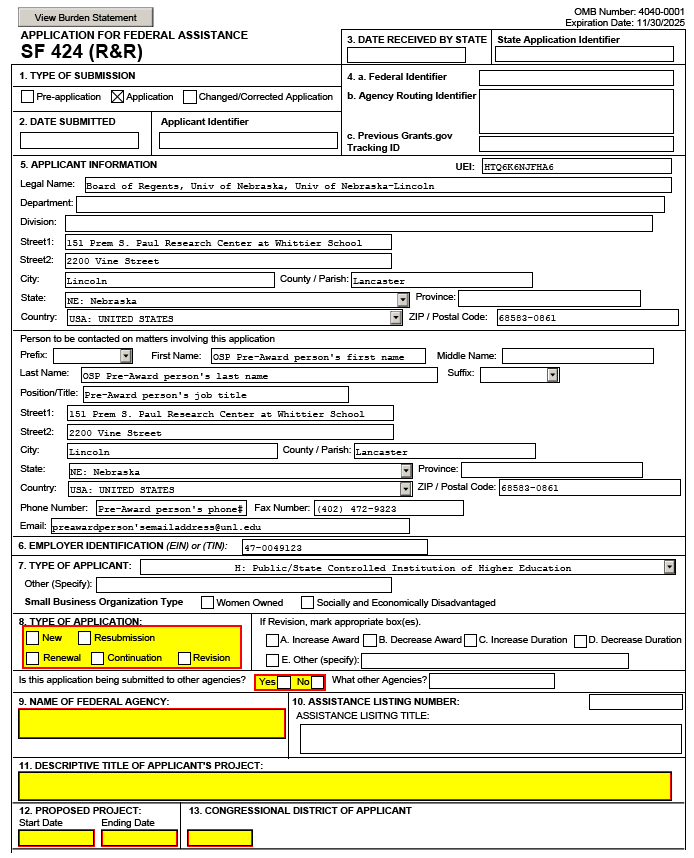 View Burden Statement
OMB Number: 4040-0001
Expiration Date: 11/30/2025
APPLICATION FOR FEDERAL ASSISTANCE
SF 424 (R&R)
3. DATE RECEIVED BY STATE
State Application Identifier
1. TYPE OF SUBMISSION
Pre-application
Application
Changed/Corrected Application
4. a. Federal Identifier
b. Agency Routing Identifier
2. DATE SUBMITTED
Applicant Identifier
c. Previous Grants.gov
Tracking ID
5. APPLICANT INFORMATION
UEI: HTQ6K6NJFHA6
Legal Name: Board of Regents, Univ of Nebraska, Univ of Nebraska-Lincoln
Department:
Division:
Street1: 151 Prem S. Paul Research Center at Whittier School
Street2: 2200 Vine Street
City: Lincoln County / Parish: Lancaster
State: NE: Nebraska Province:
Country: USA: UNITED STATES ZIP / Postal Code: 68583-0861
Person to be contacted on matters involving this application
Prefix: First Name: OSP Pre-Award person's first name Middle Name:
Last Name: OSP Pre-Award person's last name Suffix:
Position/Title: Pre-Award person's job title
Street1: 151 Prem S. Paul Research Center at Whittier School
Street2: 2200 Vine Street
City: Lincoln County / Parish: Lancaster
State: NE: Nebraska Province:
Country: USA: UNITED STATES ZIP / Postal Code: 68583-0861
Phone Number: Pre-Award person's phone# Fax Number: (402) 472-9323
Email: preawardperson'semailaddress@unl.edu
6. EMPLOYER IDENTIFICATION (EIN) or (TIN): 47-0049123
7. TYPE OF APPLICANT: H: Public/State Controlled Institution of Higher Education
Other (Specify):
Small Business Organization Type Women Owned Socially and Economically Disadvantaged
8. TYPE OF APPLICATION:
New Resubmission
Renewal Continuation Revision
If Revision, mark appropriate box(es).
A. Increase Award B. Decrease Award C. Increase Duration D. Decrease Duration
E. Other (specify):
Is this application being submitted to other agencies? Yes No What other Agencies?
9. NAME OF FEDERAL AGENCY:
10. ASSISTANCE LISTING NUMBER:
ASSISTANCE LISITNG TITLE:
11. DESCRIPTIVE TITLE OF APPLICANT'S PROJECT:
12. PROPOSED PROJECT:
Start Date Ending Date
13. CONGRESSIONAL DISTRICT OF APPLICANT